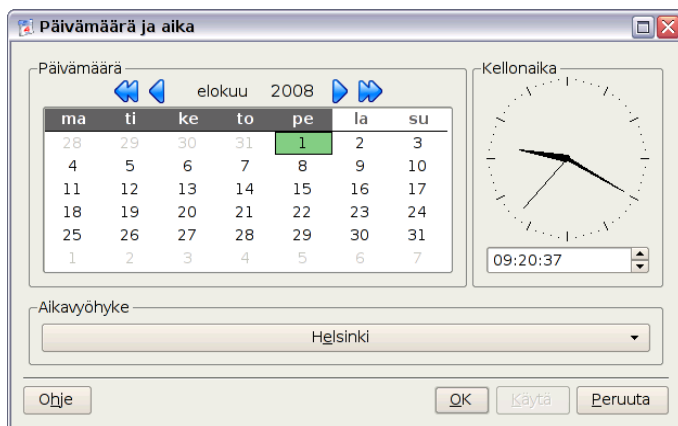 Päivämäärä ja aika
Päivämäärä
elokuu 2008
ma ti ke to pe la su
28 29 30 31 1 2 3
4 5 6 7 8 9 10
11 12 13 14 15 16 17
18 19 20 21 22 23 24
25 26 27 28 29 30 31
1 2 3 4 5 6 7
Kellonaika
09:20:37
Aikavyöhyke
Helsinki
Ohje
OK Käytä Peruuta